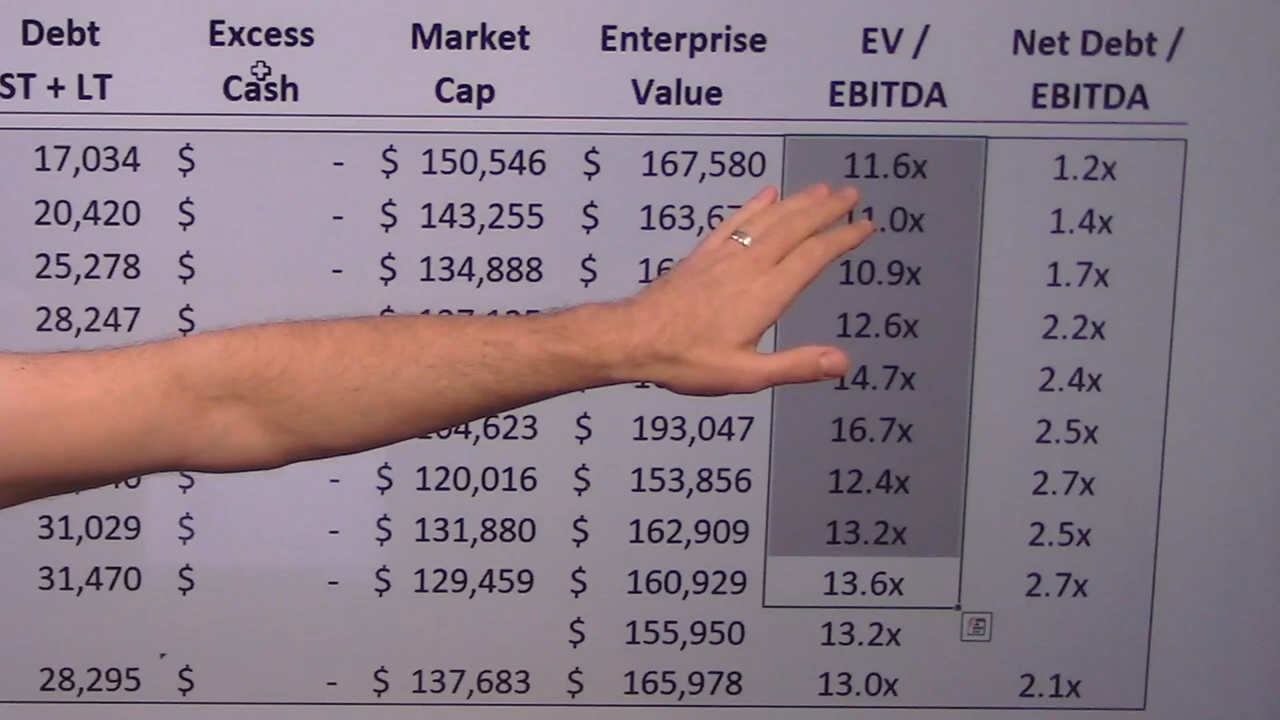 Debt Excess Market Enterprise EV / Net Debt /
ST + LT Cash Cap Value EBITDA EBITDA
17,034 $ - $ 150,546 $ 167,580 11.6x 1.2x
20,420 $ - $ 143,255 $ 11.0x 1.4x
25,278 $ - $ 134,888 $ 10.9x 1.7x
28,247 $ 12.6x 2.2x
14.7x 2.4x
$ 193,047 16.7x 2.5x
$ - $ 120,016 $ 153,856 12.4x 2.7x
31,029 $ - $ 131,880 $ 162,909 13.2x 2.5x
31,470 $ - $ 129,459 $ 160,929 13.6x 2.7x
$ 155,950 13.2x
28,295 $ - $ 137,683 $ 165,978 13.0x 2.1x